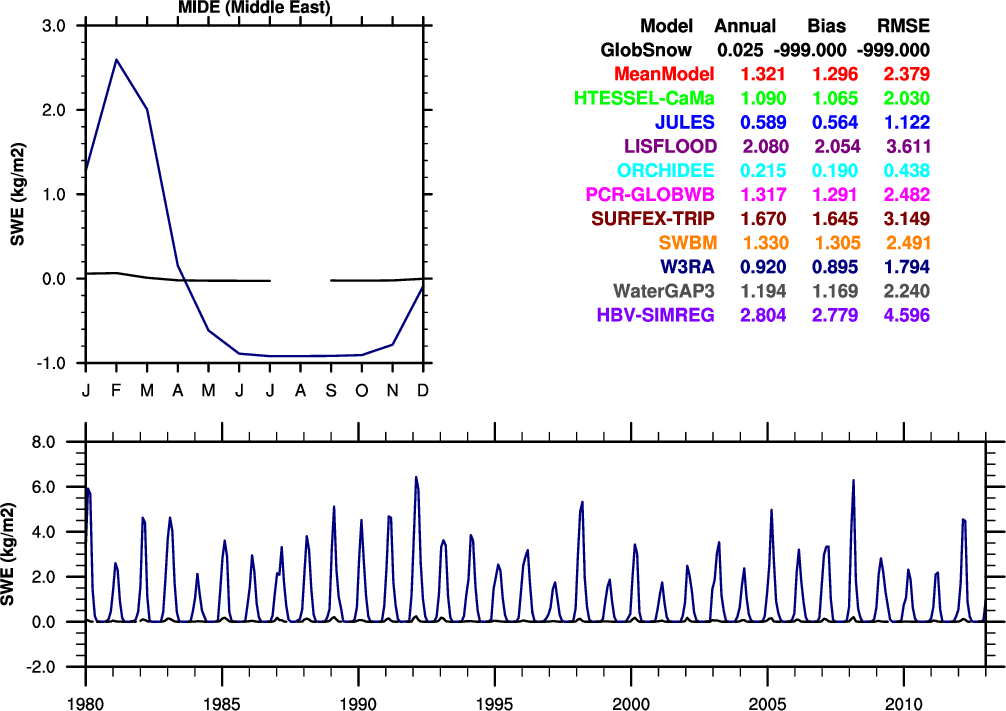 MIDE (Middle East)
3.0
2.0
1.0
0.0
-1.0
SWE (kg/m2)
J F M A M J J A S O N D
Model Annual Bias RMSE
GlobSnow 0.025 -999.000 -999.000
MeanModel 1.321 1.296 2.379
HTESSEL-CaMa 1.090 1.065 2.030
JULES 0.589 0.564 1.122
LISFLOOD 2.080 2.054 3.611
ORCHIDEE 0.215 0.190 0.438
PCR-GLOBWB 1.317 1.291 2.482
SURFEX-TRIP 1.670 1.645 3.149
SWBM 1.330 1.305 2.491
W3RA 0.920 0.895 1.794
WaterGAP3 1.194 1.169 2.240
HBV-SIMREG 2.804 2.779 4.596
8.0
6.0
4.0
2.0
0.0
-2.0
SWE (kg/m2)
1980 1985 1990 1995 2000 2005 2010